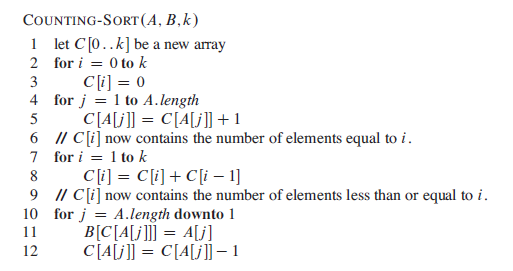 COUNTING-SORT(A, B, k)
1 let C[0..k] be a new array
2 for i = 0 to k
3 C[i] = 0
4 for j = 1 to A.length
5 C[A[j]] = C[A[j]] + 1
6 // C[i] now contains the number of elements equal to i.
7 for i = 1 to k
8 C[i] = C[i] + C[i − 1]
9 // C[i] now contains the number of elements less than or equal to i.
10 for j = A.length downto 1
11 B[C[A[j]]] = A[j]
12 C[A[j]] = C[A[j]] − 1